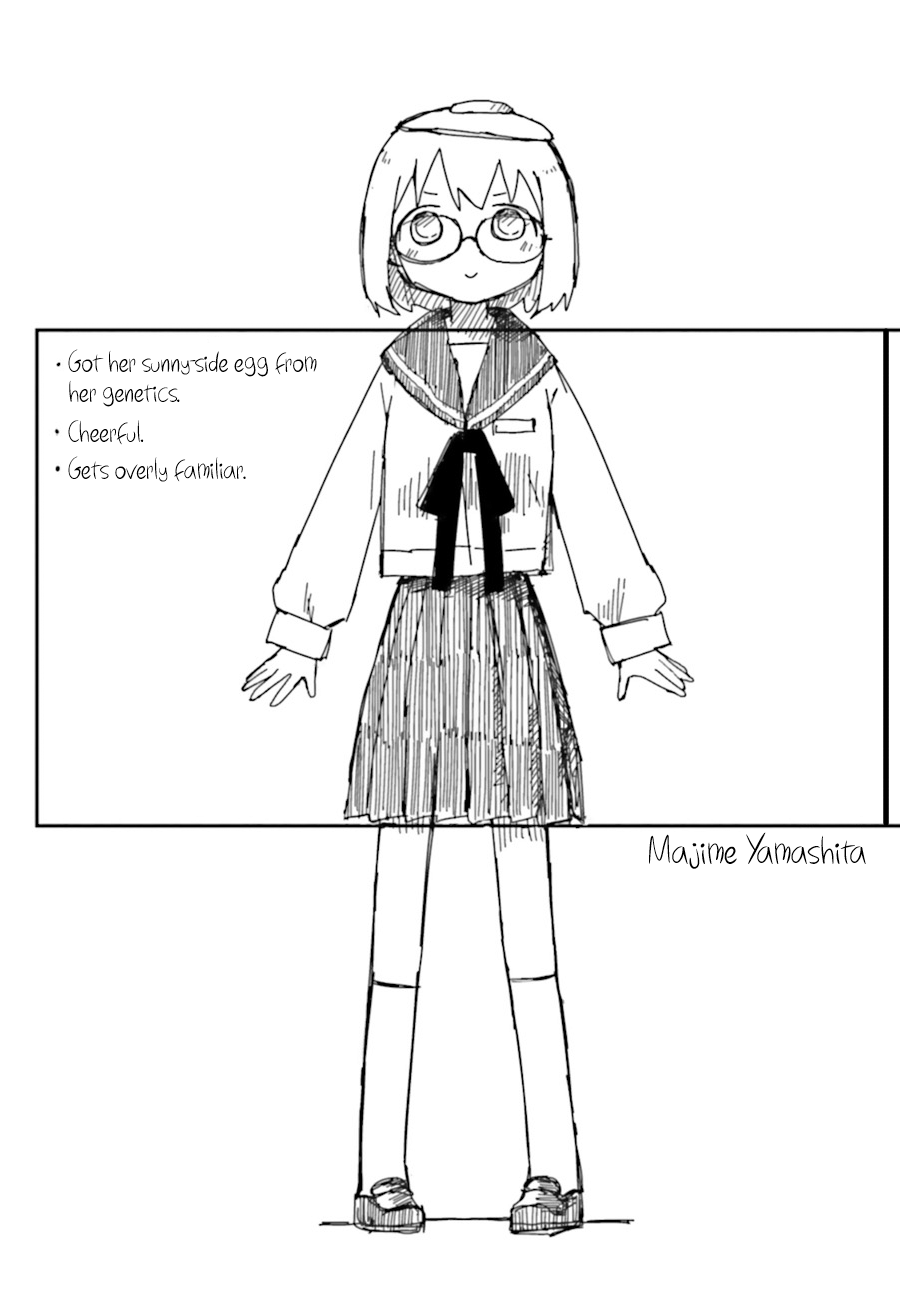 • Got her sunny-side egg from
her genetics.
• Cheerful.
• Gets overly familiar.
Majime Yamashita